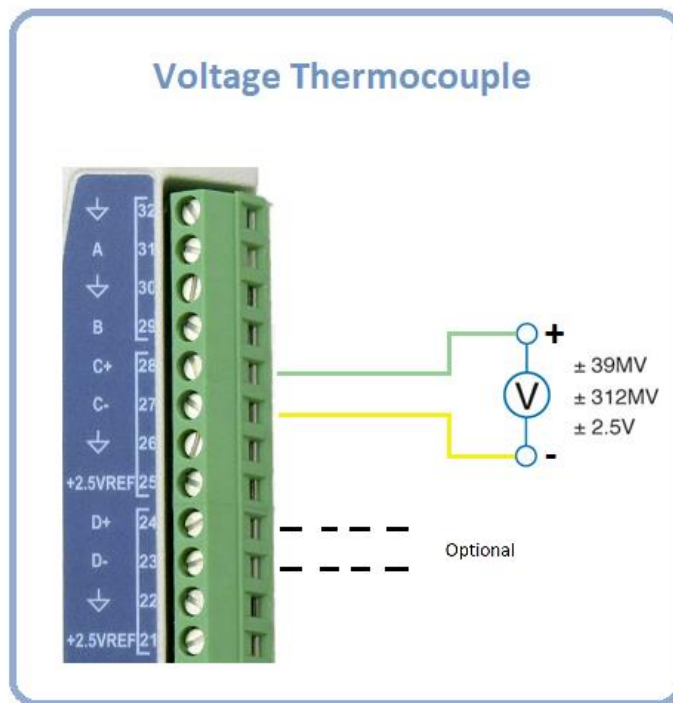 Voltage Thermocouple
32
A 31
30
B 29
C+ 28
C- 27
26
+2.5VREF 25
D+ 24
D- 23
22
+2.5VREF 21
+
V
± 39MV
± 312MV
± 2.5V
-
Optional